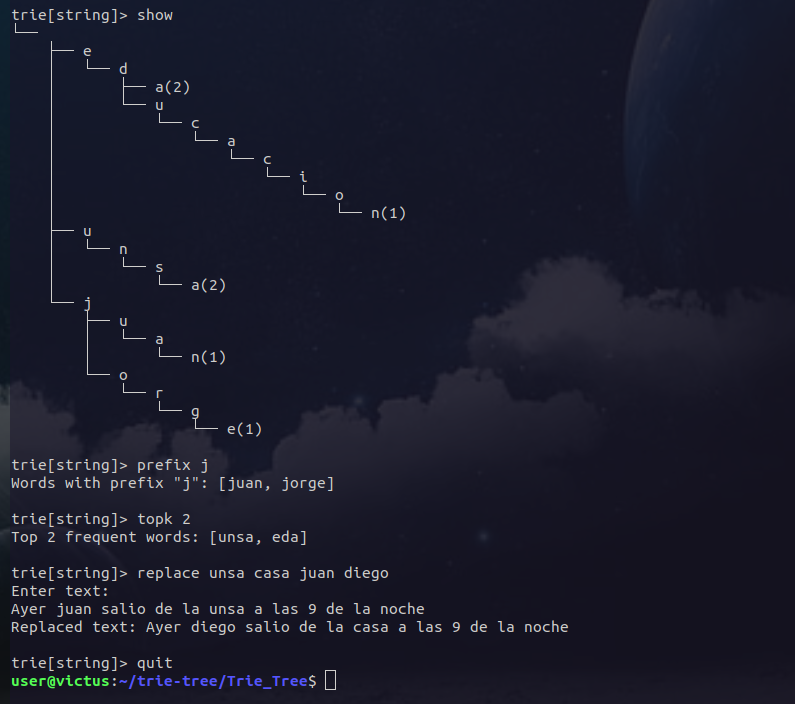 trie[string]> show
└──
    ├── e
    │   └── d
    │       ├── a(2)
    │       └── u
    │           └── c
    │               └── a
    │                   └── c
    │                       └── i
    │                           └── o
    │                               └── n(1)
    ├── u
    │   └── n
    │       └── s
    │           └── a(2)
    └── j
        ├── u
        │   └── a
        │       └── n(1)
        └── o
            └── r
                └── g
                    └── e(1)
trie[string]> prefix j
Words with prefix "j": [juan, jorge]
trie[string]> topk 2
Top 2 frequent words: [unsa, eda]
trie[string]> replace unsa casa juan diego
Enter text:
Ayer juan salio de la unsa a las 9 de la noche
Replaced text: Ayer diego salio de la casa a las 9 de la noche
trie[string]> quit
user@victus:~/trie-tree/Trie_Tree$